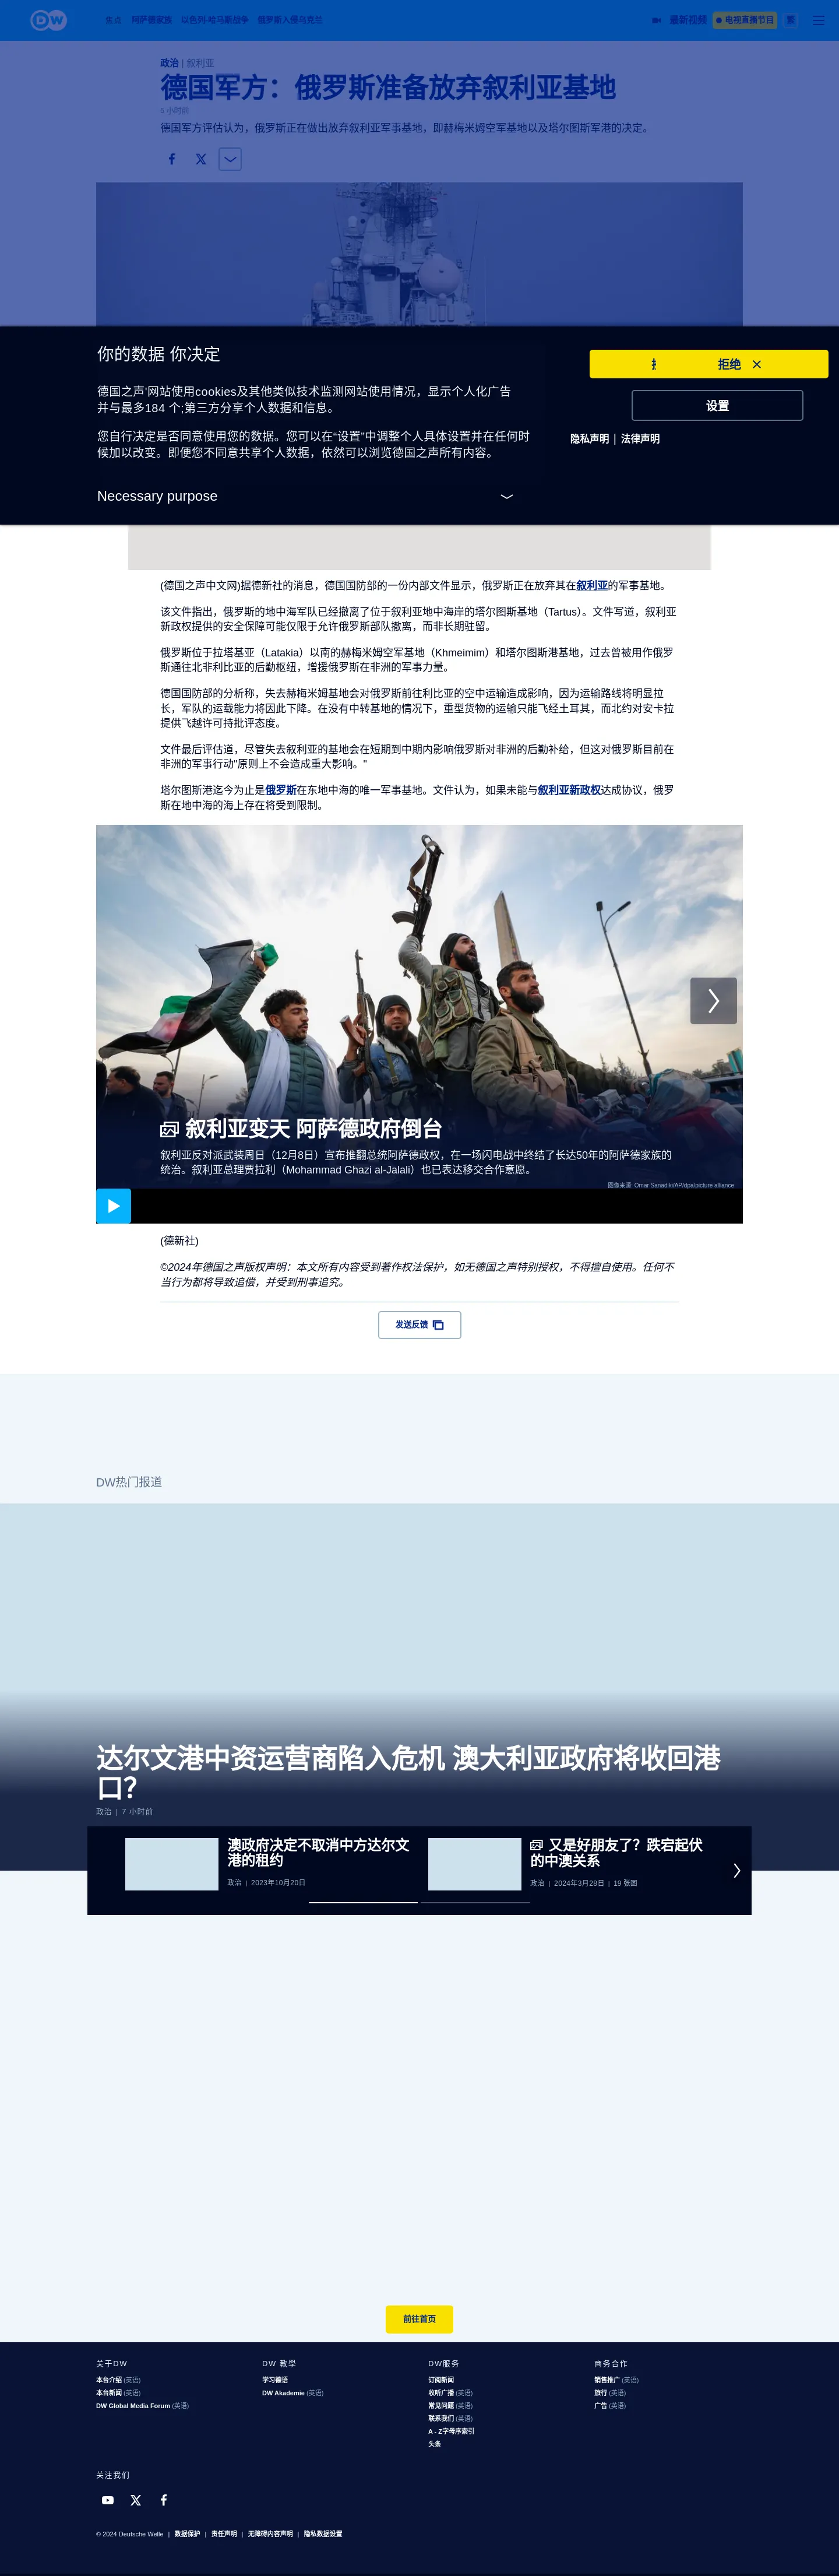 DW
焦点 阿萨德家族 以色列-哈马斯战争 俄罗斯入侵乌克兰
最新视频 电视直播节目 繁
政治 | 叙利亚
德国军方：俄罗斯准备放弃叙利亚基地
5 小时前
德国军方评估认为，俄罗斯正在做出放弃叙利亚军事基地，即赫梅米姆空军基地以及塔尔图斯军港的决定。
你的数据 你决定
德国之声'网站使用cookies及其他类似技术监测网站使用情况，显示个人化广告
并与最多184 个;第三方分享个人数据和信息。
您自行决定是否同意使用您的数据。您可以在“设置”中调整个人具体设置并在任何时
候加以改变。即便您不同意共享个人数据，依然可以浏览德国之声所有内容。
Necessary purpose
拒绝
设置
隐私声明 | 法律声明
(德国之声中文网)据德新社的消息，德国国防部的一份内部文件显示，俄罗斯正在放弃其在叙利亚的军事基地。
该文件指出，俄罗斯的地中海军队已经撤离了位于叙利亚地中海岸的塔尔图斯基地（Tartus）。文件写道，叙利亚
新政权提供的安全保障可能仅限于允许俄罗斯部队撤离，而非长期驻留。
俄罗斯位于拉塔基亚（Latakia）以南的赫梅米姆空军基地（Khmeimim）和塔尔图斯港基地，过去曾被用作俄罗
斯通往北非利比亚的后勤枢纽，增援俄罗斯在非洲的军事力量。
德国国防部的分析称，失去赫梅米姆基地会对俄罗斯前往利比亚的空中运输造成影响，因为运输路线将明显拉
长，军队的运载能力将因此下降。在没有中转基地的情况下，重型货物的运输只能飞经土耳其，而北约对安卡拉
提供飞越许可持批评态度。
文件最后评估道，尽管失去叙利亚的基地会在短期到中期内影响俄罗斯对非洲的后勤补给，但这对俄罗斯目前在
非洲的军事行动"原则上不会造成重大影响。"
塔尔图斯港迄今为止是俄罗斯在东地中海的唯一军事基地。文件认为，如果未能与叙利亚新政权达成协议，俄罗
斯在地中海的海上存在将受到限制。
叙利亚变天 阿萨德政府倒台
叙利亚反对派武装周日（12月8日）宣布推翻总统阿萨德政权，在一场闪电战中终结了长达50年的阿萨德家族的
统治。叙利亚总理贾拉利（Mohammad Ghazi al-Jalali）也已表达移交合作意愿。
图像来源: Omar Sanadiki/AP/dpa/picture alliance
(德新社)
©2024年德国之声版权声明：本文所有内容受到著作权法保护，如无德国之声特别授权，不得擅自使用。任何不
当行为都将导致追偿，并受到刑事追究。
发送反馈
DW热门报道
达尔文港中资运营商陷入危机 澳大利亚政府将收回港
口？
政治 | 7 小时前
澳政府决定不取消中方达尔文
港的租约
政治 | 2023年10月20日
又是好朋友了？跌宕起伏
的中澳关系
政治 | 2024年3月28日 | 19 张图
前往首页
关于DW
本台介绍 (英语)
本台新闻 (英语)
DW Global Media Forum (英语)
DW 教學
学习德语
DW Akademie (英语)
DW服务
订阅新闻
收听广播 (英语)
常见问题 (英语)
联系我们 (英语)
A - Z字母序索引
头条
商务合作
销售推广 (英语)
旅行 (英语)
广告 (英语)
关注我们
© 2024 Deutsche Welle | 数据保护 | 责任声明 | 无障碍内容声明 | 隐私数据设置